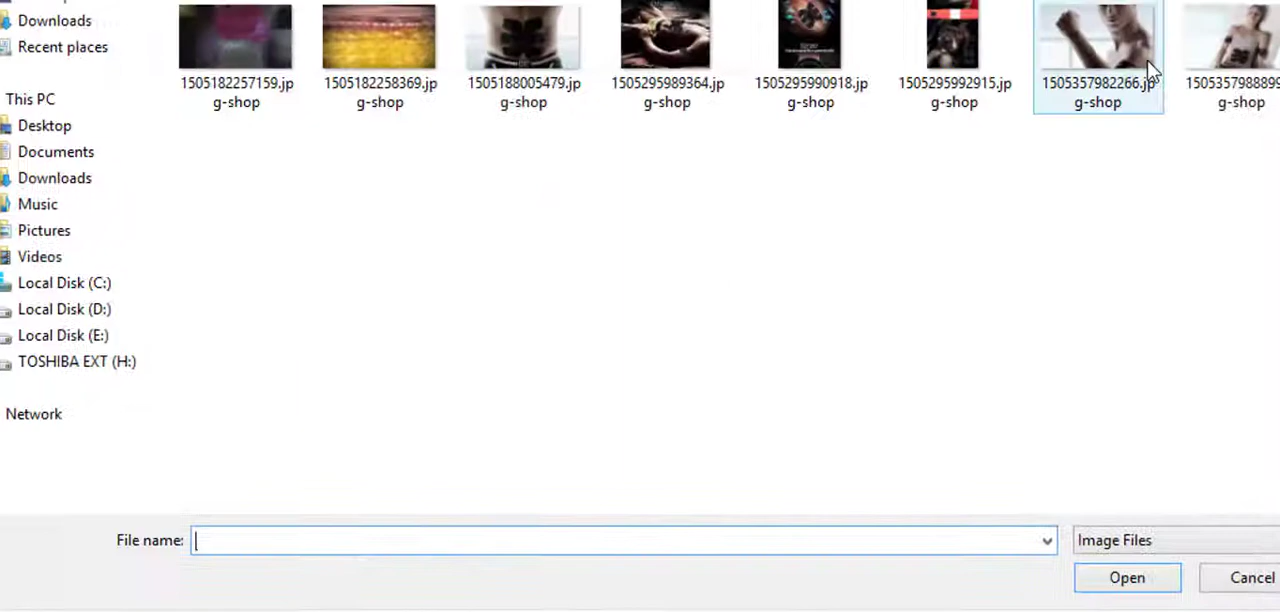 Downloads
Recent places
This PC
Desktop
Documents
Downloads
Music
Pictures
Videos
Local Disk (C:)
Local Disk (D:)
Local Disk (E:)
TOSHIBA EXT (H:)
Network
1505182257159.jp
g-shop
1505182258369.jp
g-shop
1505188005479.jp
g-shop
1505295989364.jp
g-shop
1505295990918.jp
g-shop
1505295992915.jp
g-shop
1505357982266.jp
g-shop
g-shop
File name:
Image Files
Open
Cancel